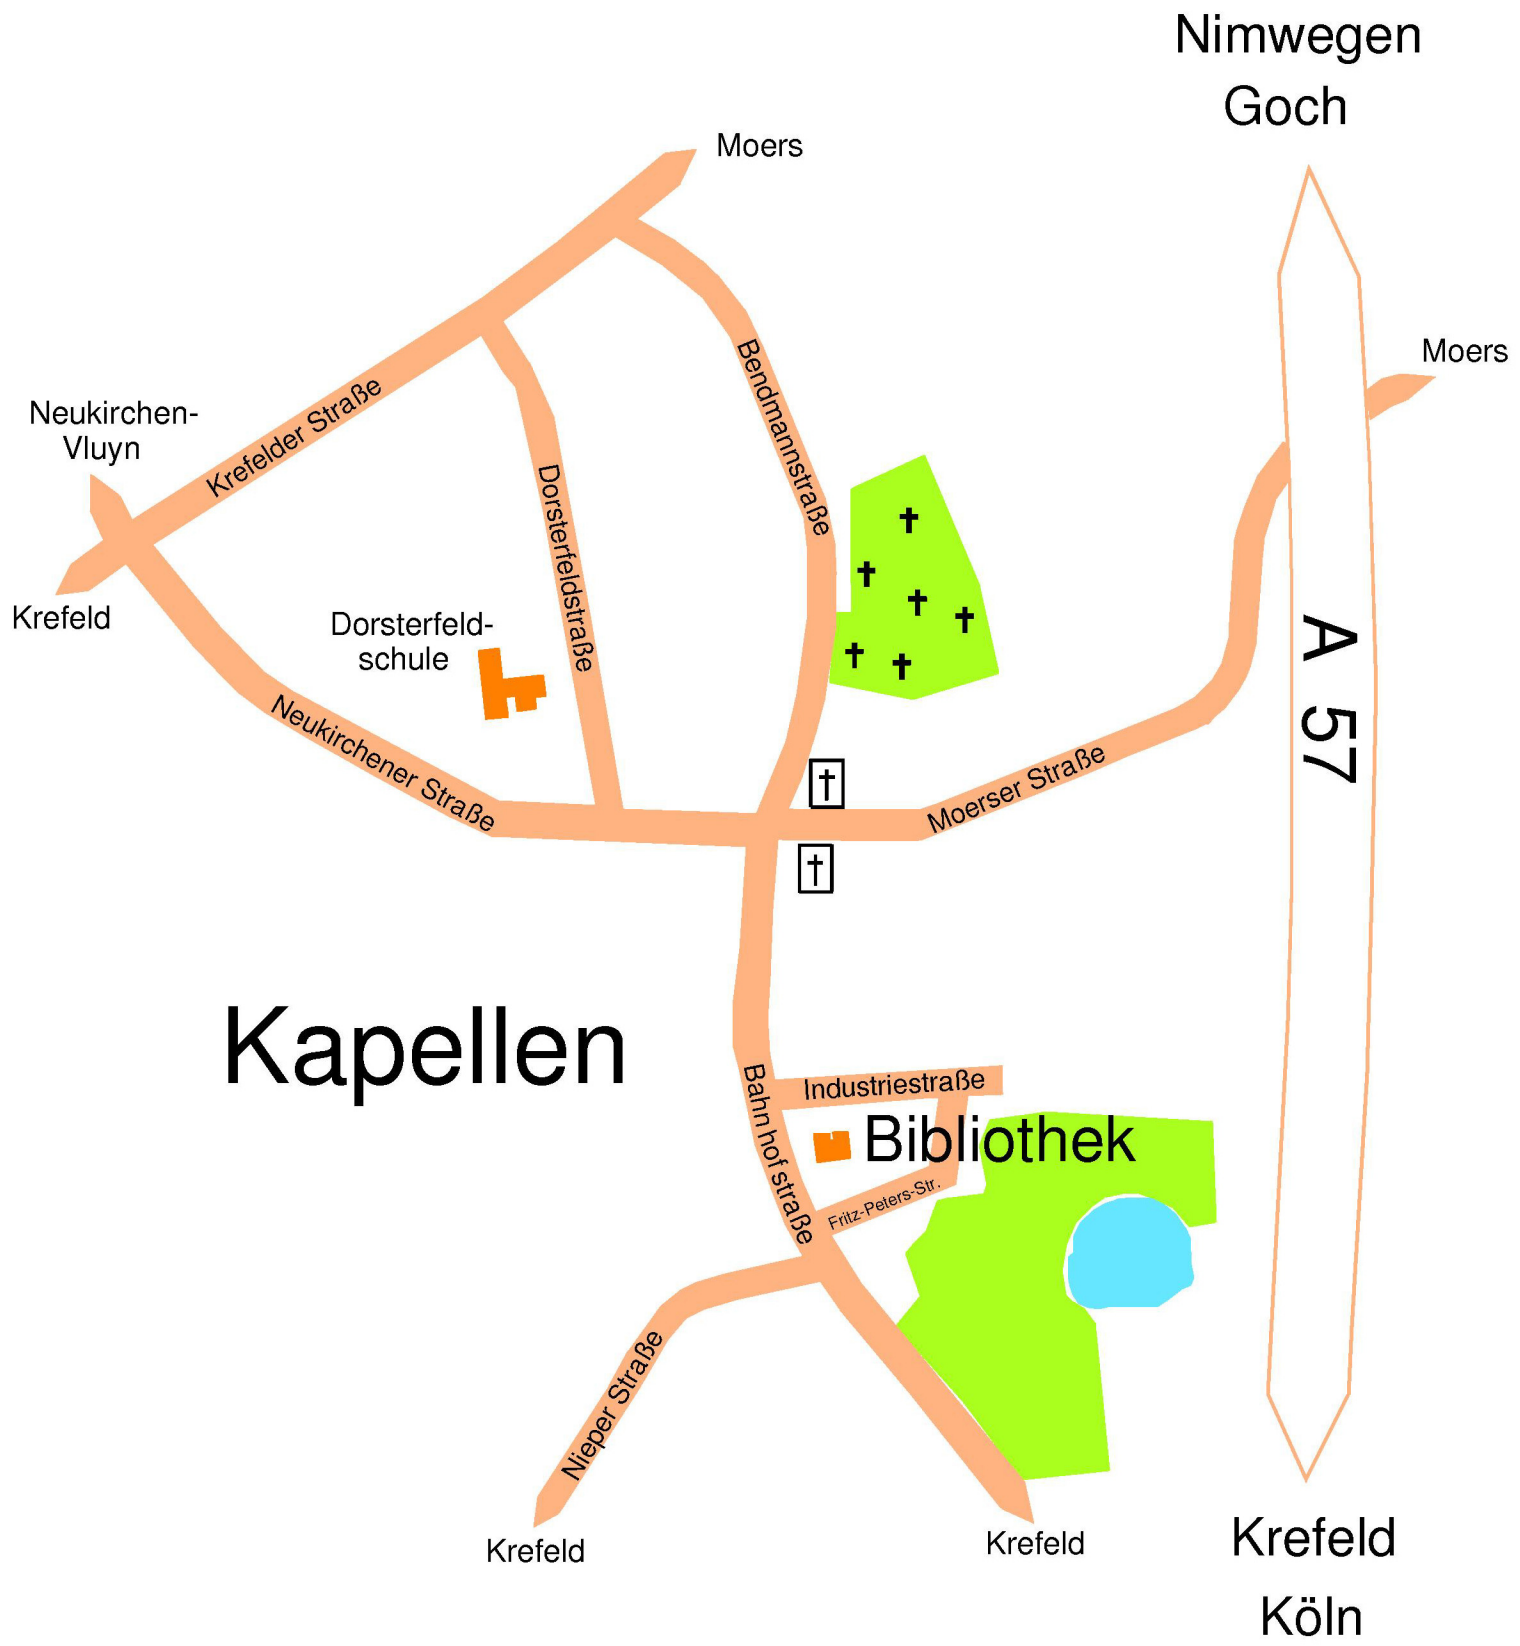 Nimwegen
Goch
Moers
Moers
Bendmannstraße
Krefelder Straße
Neukirchen-
Vluyn
Dorsterfeldstraße
Krefeld
Dorsterfeld-
schule
A 57
Neukirchener Straße
Moerser Straße
Kapellen
Bahnhofstraße
Industriestraße
Bibliothek
Fritz-Peters-Str.
Nieper Straße
Krefeld
Krefeld
Krefeld
Köln